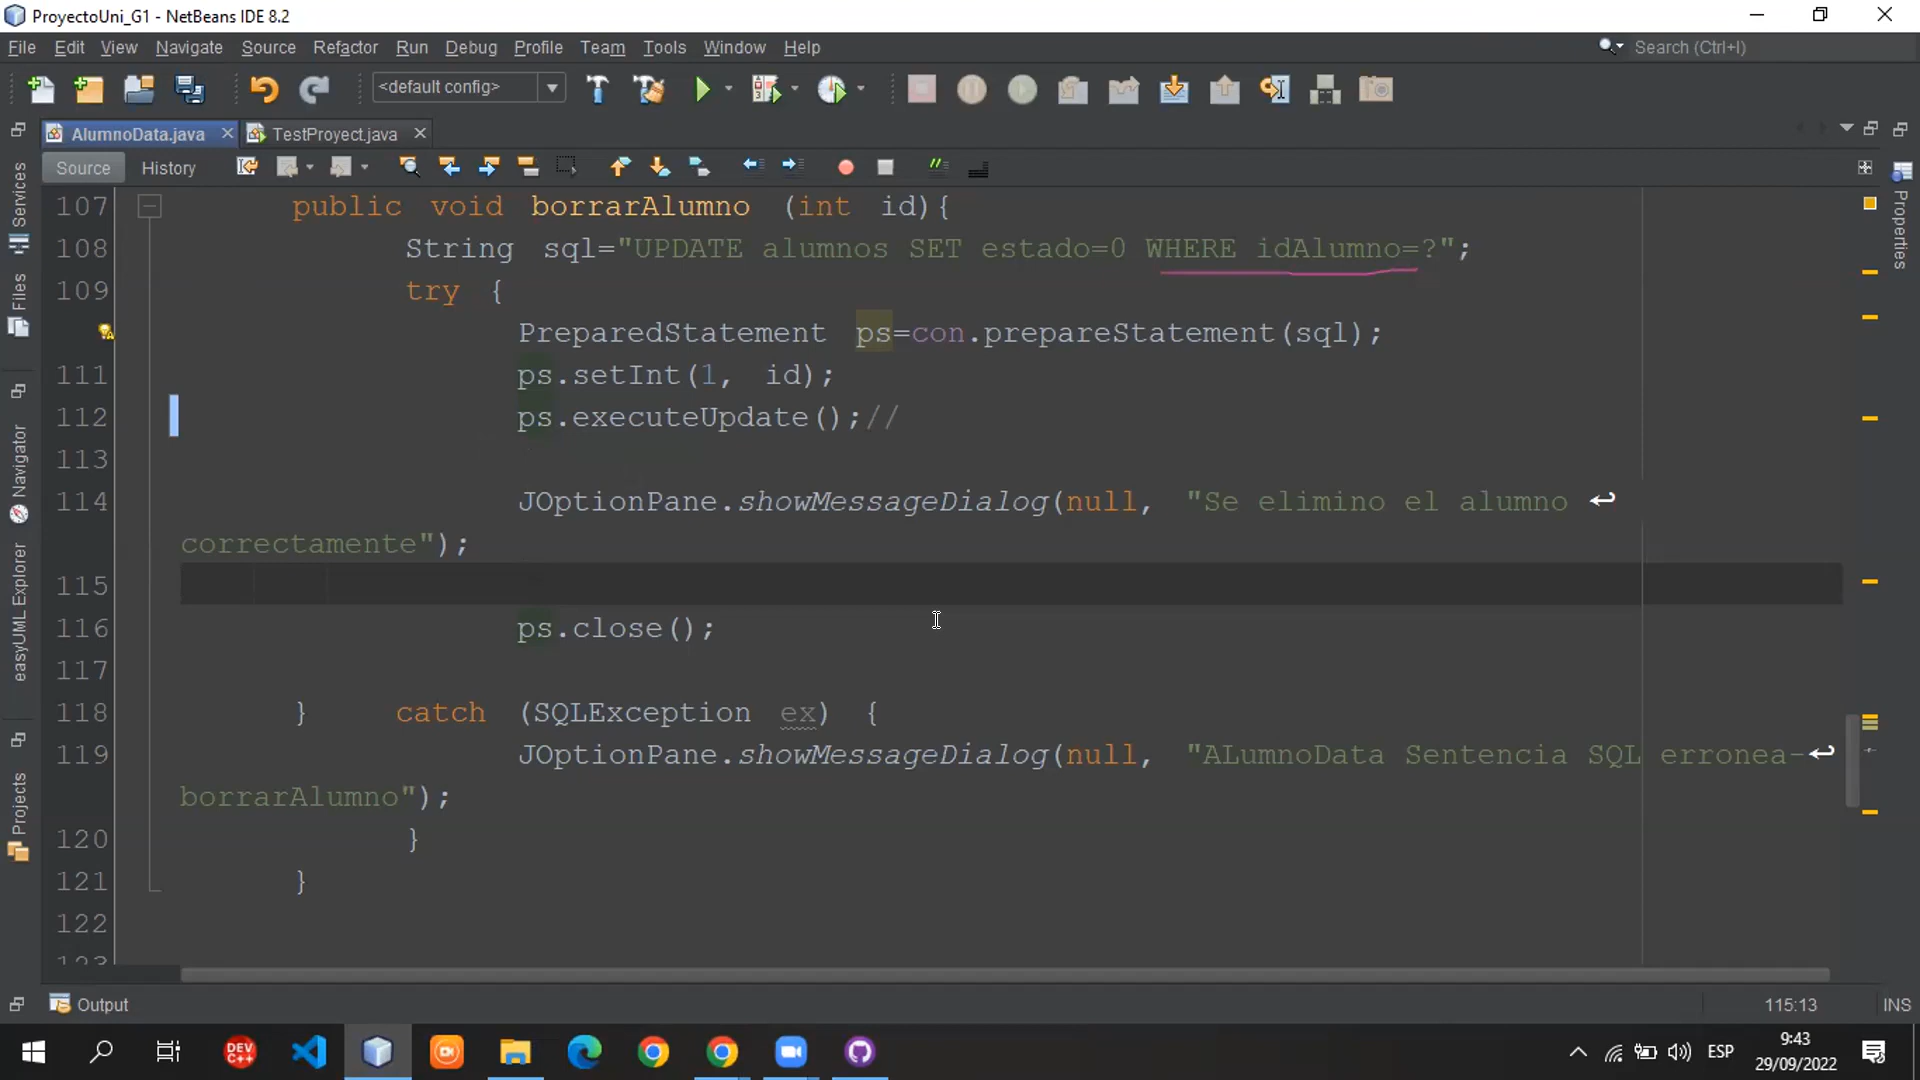 ProyectoUni_G1 - NetBeans IDE 8.2
File Edit View Navigate Source Refactor Run Debug Profile Team Tools Window Help
Search (Ctrl+I)
<default config>
AlumnoData.java
TestProyect.java
Source History
Services
Files
Navigator
easyUML Explorer
Projects
Properties
107 public void borrarAlumno (int id){
108 String sql="UPDATE alumnos SET estado=0 WHERE idAlumno=?";
109 try {
PreparedStatement ps=con.prepareStatement(sql);
111 ps.setInt(1, id);
112 ps.executeUpdate();//
113
114 JOptionPane.showMessageDialog(null, "Se elimino el alumno
correctamente");
115
116 ps.close();
117
118 } catch (SQLException ex) {
119 JOptionPane.showMessageDialog(null, "ALumnoData Sentencia SQL erronea-
borrarAlumno");
120 }
121 }
122
123
Output
115:13
INS
DEV C++
ESP
9:43
29/09/2022